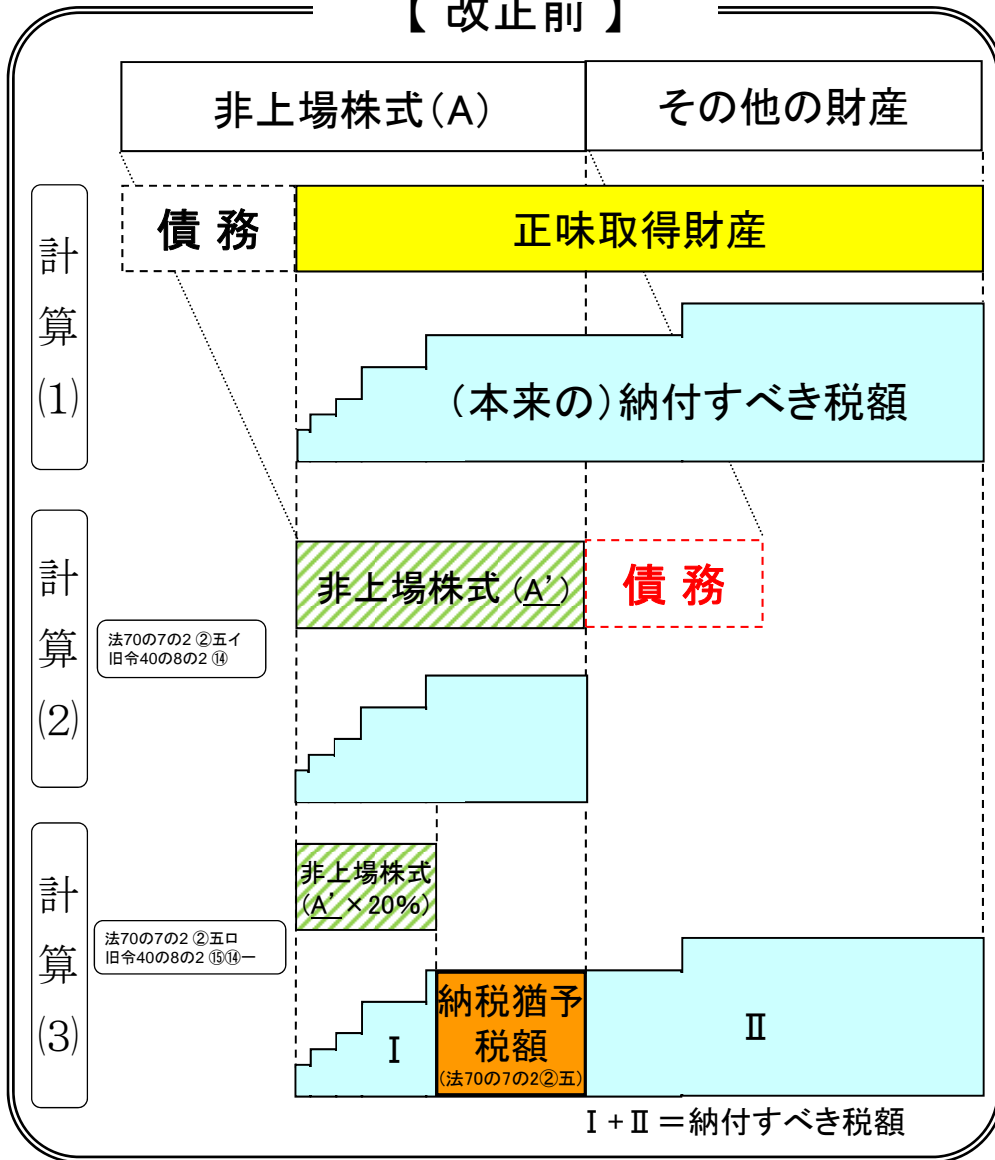 【 改正前 】
非上場株式(A)
その他の財産
計算(1)
債 務
正味取得財産
(本来の)納付すべき税額
計算(2)
法70の7の2 ②五イ
旧令40の8の2 ⑭
非上場株式 (A')
債 務
計算(3)
法70の7の2 ②五ロ
旧令40の8の2 ⑮⑭一
非上場株式
(A'×20%)
Ⅰ
納税猶予
税額
(法70の7の2②五)
Ⅱ
Ⅰ+Ⅱ=納付すべき税額